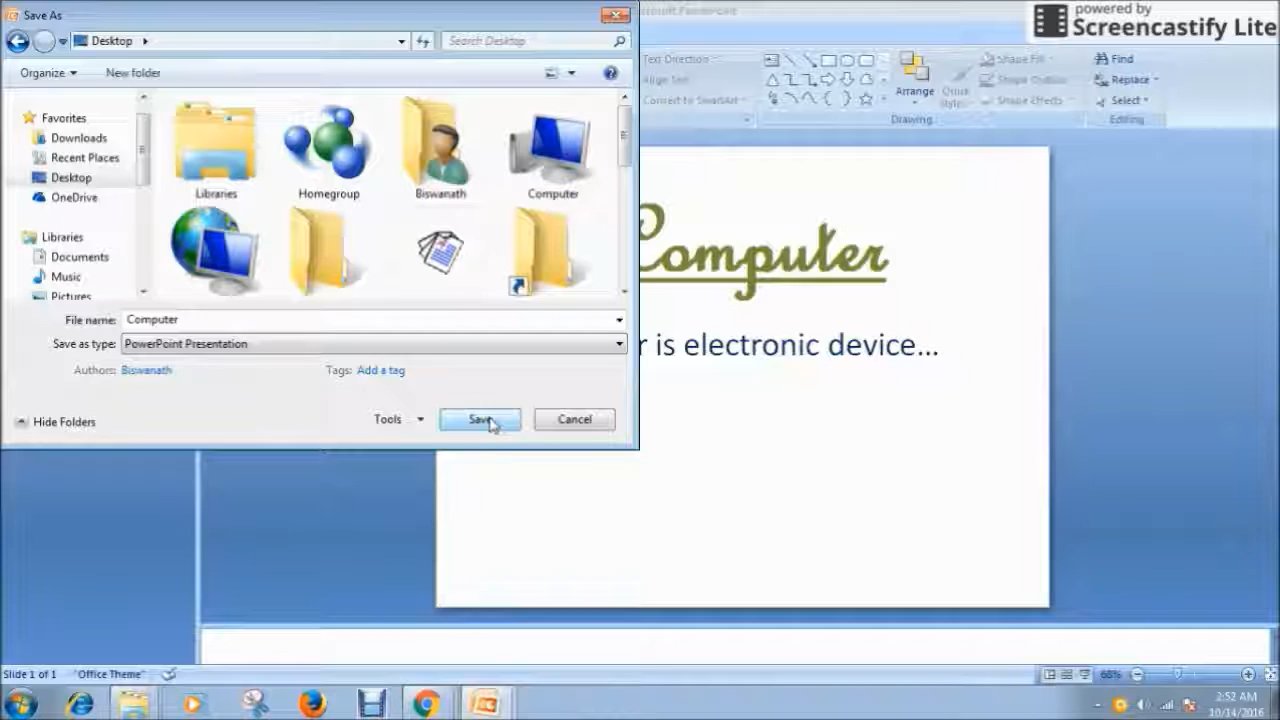 Save As
Microsoft PowerPoint
powered by
Screencastify Lite
Desktop
Search Desktop
Organize
New folder
Text Direction
Align Text
Convert to SmartArt
Arrange
Quick
Styles
Shape Fill
Shape Outline
Shape Effects
Find
Replace
Select
Drawing
Editing
Favorites
Downloads
Recent Places
Desktop
OneDrive
Libraries
Documents
Music
Pictures
Libraries
Homegroup
Biswanath
Computer
File name: Computer
Save as type: PowerPoint Presentation
Authors: Biswanath
Tags: Add a tag
Hide Folders
Tools
Save
Cancel
Computer
r is electronic device...
Slide 1 of 1
"Office Theme"
68%
2:52 AM
10/14/2016